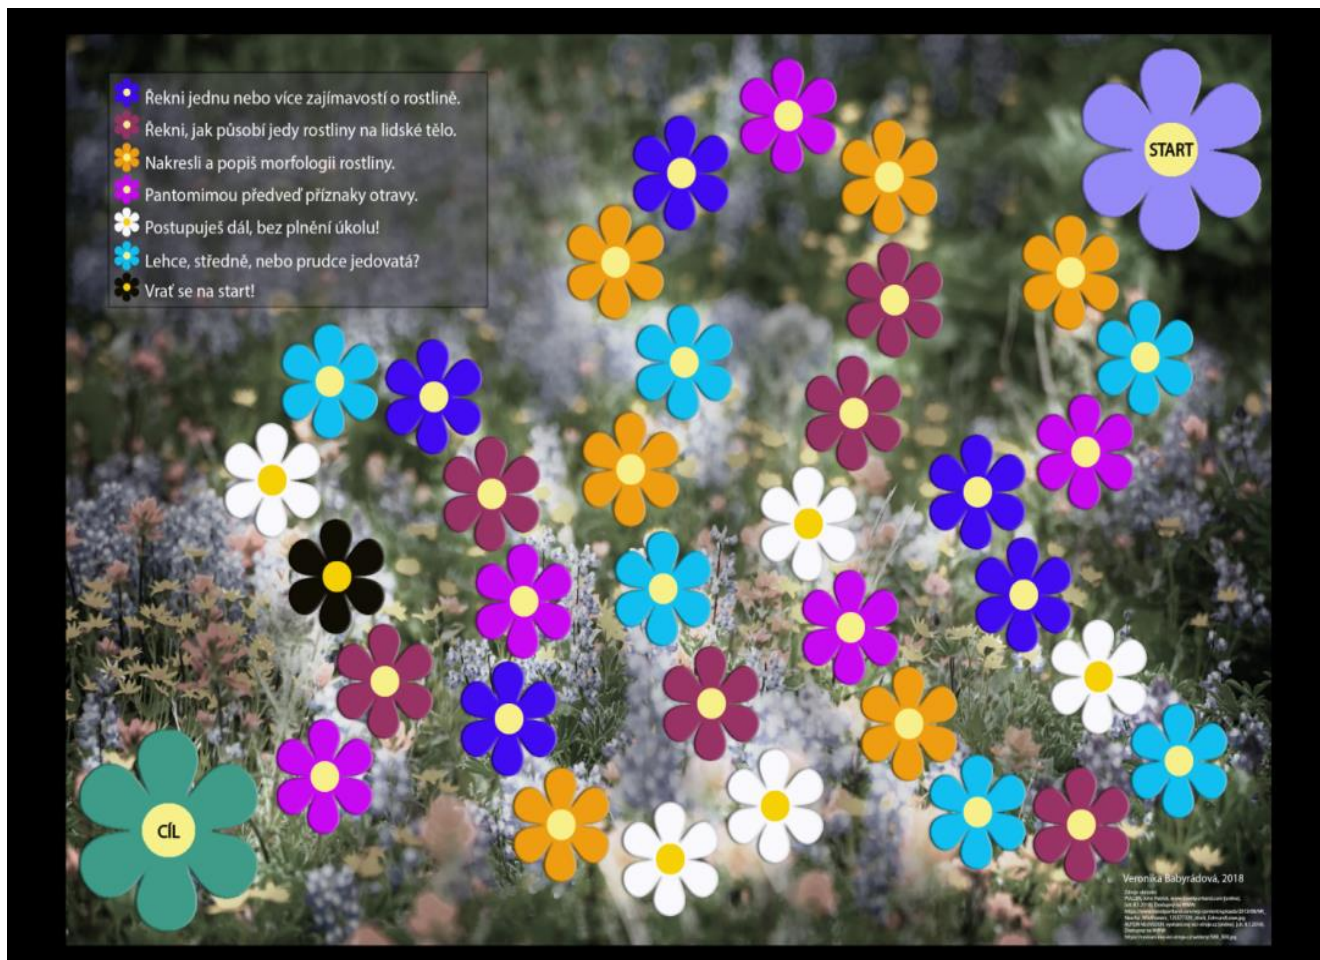 Řekni jednu nebo více zajímavostí o rostlině.
Řekni, jak působí jedy rostliny na lidské tělo.
Nakresli a popiš morfologii rostliny.
Pantomimou předveď příznaky otravy.
Postupuješ dál, bez plnění úkolu!
Lehce, středně, nebo prudce jedovatá?
Vrať se na start!
START
CÍL
Veronika Babyrádová, 2018